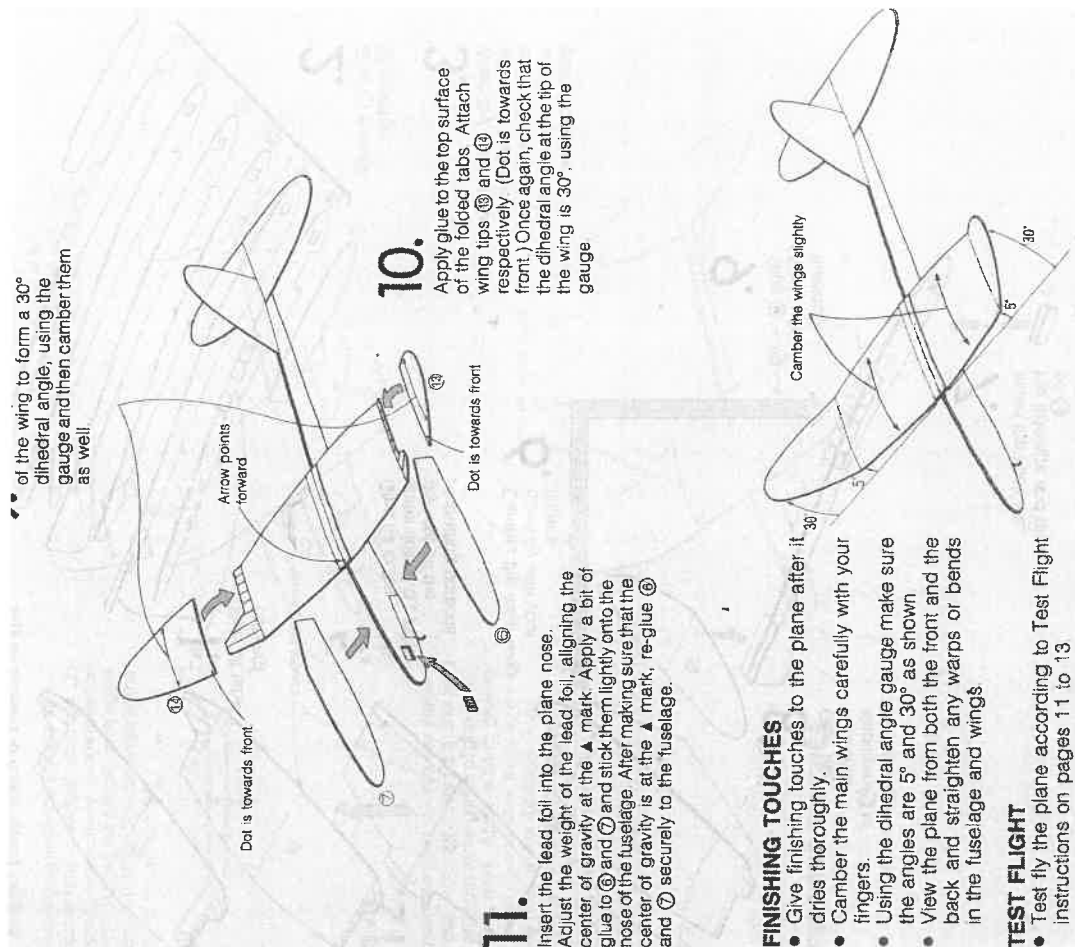 of the wing to form a 30°
dihedral angle, using the
gauge and then camber them
as well.
Arrow points
forward
Dot is towards front
Dot is towards front
⑭
⑬
⑦
⑥
10.
Apply glue to the top surface
of the folded tabs. Attach
wing tips ⑬ and ⑭
respectively. (Dot is towards
front.) Once again, check that
the dihedral angle at the tip of
the wing is 30°, using the
gauge.
11.
Insert the lead foil into the plane nose.
Adjust the weight of the lead foil, aligning the
center of gravity at the ▲ mark. Apply a bit of
glue to ⑥ and ⑦ and stick them lightly onto the
nose of the fuselage. After making sure that the
center of gravity is at the ▲ mark, re-glue ⑥
and ⑦ securely to the fuselage.
FINISHING TOUCHES
• Give finishing touches to the plane after it
dries thoroughly.
• Camber the main wings carefully with your
fingers.
• Using the dihedral angle gauge make sure
the angles are 5° and 30° as shown
• View the plane from both the front and the
back and straighten any warps or bends
in the fuselage and wings.
Camber the wings slightly
30°
5°
5°
30°
TEST FLIGHT
• Test fly the plane according to Test Flight
instructions on pages 11 to 13